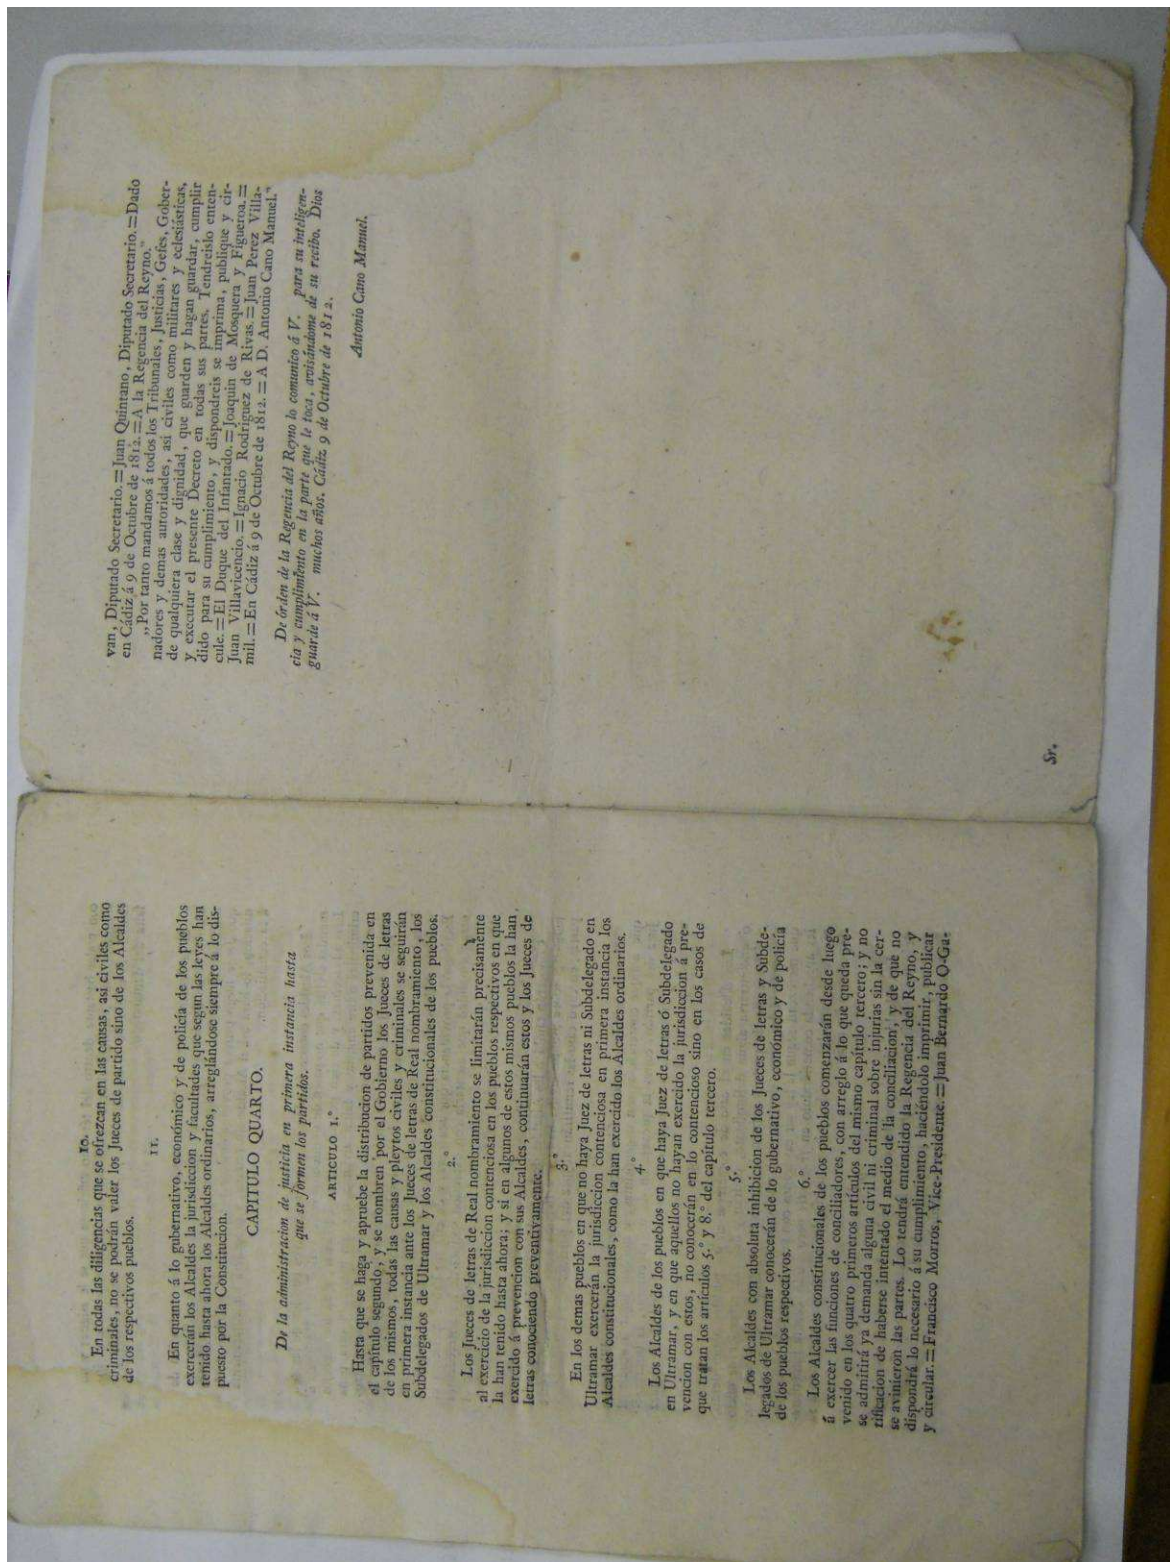 10.
En todas las diligencias que se ofrezcan en las causas, asi civiles como
criminales, no se podrán valer los Jueces de partido sino de los Alcaldes
de los respectivos pueblos.
11.
En quanto á lo gubernativo, económico y de policía de los pueblos
exercerán los Alcaldes la jurisdiccion y facultades que segun las leyes han
tenido hasta ahora los Alcaldes ordinarios, arreglándose siempre á lo dis-
puesto por la Constitucion.
CAPITULO QUARTO.
De la administracion de justicia en primera instancia hasta
que se formen los partidos.
ARTICULO 1.º
Hasta que se haga y apruebe la distribucion de partidos prevenida en
el capítulo segundo, y se nombren por el Gobierno los Jueces de letras
de los mismos, todas las causas y pleytos civiles y criminales se seguirán
en primera instancia ante los Jueces de letras de Real nombramiento, los
Subdelegados de Ultramar y los Alcaldes constitucionales de los pueblos.
2.º
Los Jueces de letras de Real nombramiento se limitarán precisamente
al exercicio de la jurisdiccion contenciosa en los pueblos respectivos en que
la han tenido hasta ahora; y si en algunos de estos mismos pueblos la han
exercido á prevencion con sus Alcaldes, continuarán estos y los Jueces de
letras conociendo preventivamente.
3.º
En los demas pueblos en que no haya Juez de letras ni Subdelegado en
Ultramar exercerán la jurisdiccion contenciosa en primera instancia los
Alcaldes constitucionales, como la han exercido los Alcaldes ordinarios.
4.º
Los Alcaldes de los pueblos en que haya Juez de letras ó Subdelegado
en Ultramar, y en que aquellos no hayan exercido la jurisdiccion á pre-
vencion con estos, no conocerán en lo contencioso sino en los casos de
que tratan los artículos 5.º y 8.º del capítulo tercero.
5.º
Los Alcaldes con absoluta inhibicion de los Jueces de letras y Subde-
legados de Ultramar conocerán de lo gubernativo, económico y de policía
de los pueblos respectivos.
6.º
Los Alcaldes constitucionales de los pueblos comenzarán desde luego
á exercer las funciones de conciliadores, con arreglo á lo que queda pre-
venido en los quatro primeros artículos del mismo capítulo tercero; y no
se admitirá ya demanda alguna civil ni criminal sobre injurias sin la cer-
tificacion de haberse intentado el medio de la conciliacion, y de que no
se avinieron las partes. Lo tendrá entendido la Regencia del Reyno, y
dispondrá lo necesario á su cumplimiento, haciéndolo imprimir, publicar
y circular.=Francisco Morros, Vice-Presidente.=Juan Bernardo O-Ga-
van, Diputado Secretario.=Juan Quintano, Diputado Secretario.=Dado
en Cádiz á 9 de Octubre de 1812.=A la Regencia del Reyno."
„Por tanto mandamos á todos los Tribunales, Justicias, Gefes, Gober-
nadores y demas autoridades, asi civiles como militares y eclesiásticas,
de qualquiera clase y dignidad, que guarden y hagan guardar, cumplir
y executar el presente Decreto en todas sus partes. Tendreislo enten-
dido para su cumplimiento, y dispondreis se imprima, publique y cir-
cule.=El Duque del Infantado.=Joaquin de Mosquera y Figueroa.=
Juan Villavicencio.=Ignacio Rodriguez de Rivas.=Juan Perez Villa-
mil.=En Cádiz á 9 de Octubre de 1812.=A D. Antonio Cano Manuel."
De órden de la Regencia del Reyno lo comunico á V. para su inteligen-
cia y cumplimiento en la parte que le toca, avisándome de su recibo. Dios
guarde á V. muchos años. Cádiz 9 de Octubre de 1812.
Antonio Cano Manuel.
Sr.